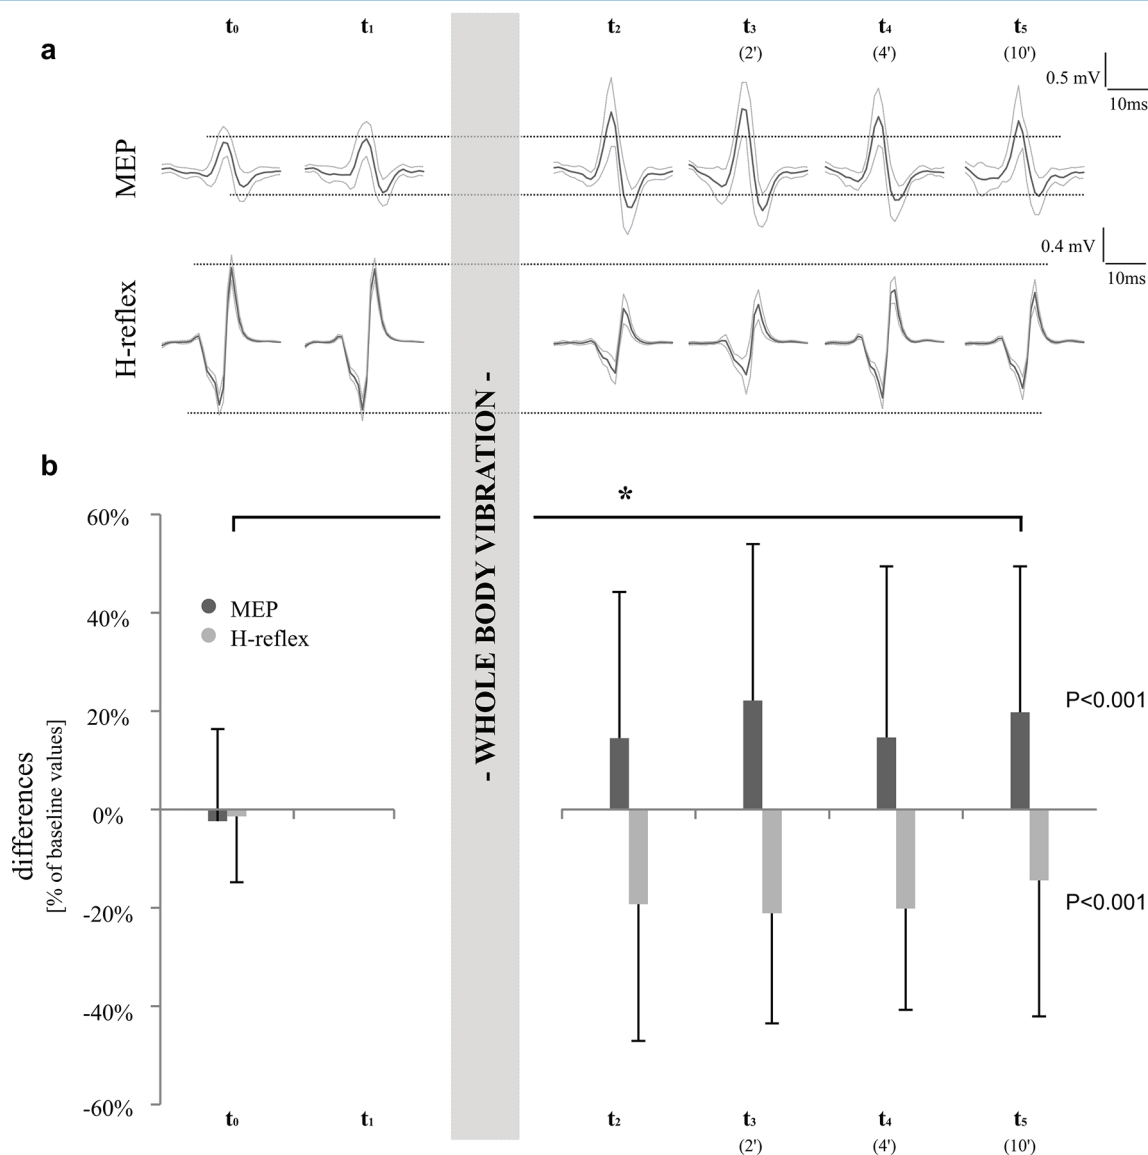 t₀ t₁ t₂ t₃ t₄ t₅
(2') (4') (10')
a
0.5 mV
10ms
MEP
0.4 mV
10ms
H-reflex
- WHOLE BODY VIBRATION -
b
*
60%
40%
20%
0%
-20%
-40%
-60%
MEP
H-reflex
differences
[% of baseline values]
P<0.001
P<0.001
t₀ t₁ t₂ t₃ t₄ t₅
(2') (4') (10')